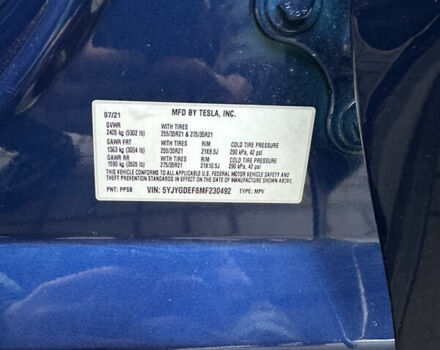 07/21 MFD BY TESLA, INC.
GVWR WITH TIRES
2405 kg (5302 lb) 255/35R21 & 275/35R21
GAWR FRT WITH TIRES RIM COLD TIRE PRESSURE
1363 kg (3004 lb) 255/35R21 21X9.5J 290 kPa, 42 psi
GAWR RR WITH TIRES RIM COLD TIRE PRESSURE
1590 kg (3505 lb) 275/35R21 21X10.5J 290 kPa, 42 psi
THIS VEHICLE CONFORMS TO ALL APPLICABLE U.S. FEDERAL MOTOR VEHICLE
SAFETY AND THEFT PREVENTION STANDARDS IN EFFECT ON THE DATE OF
MANUFACTURE SHOWN ABOVE.
PNT: PPSB VIN: 5YJYGDEF8MF230492 TYPE: MPV